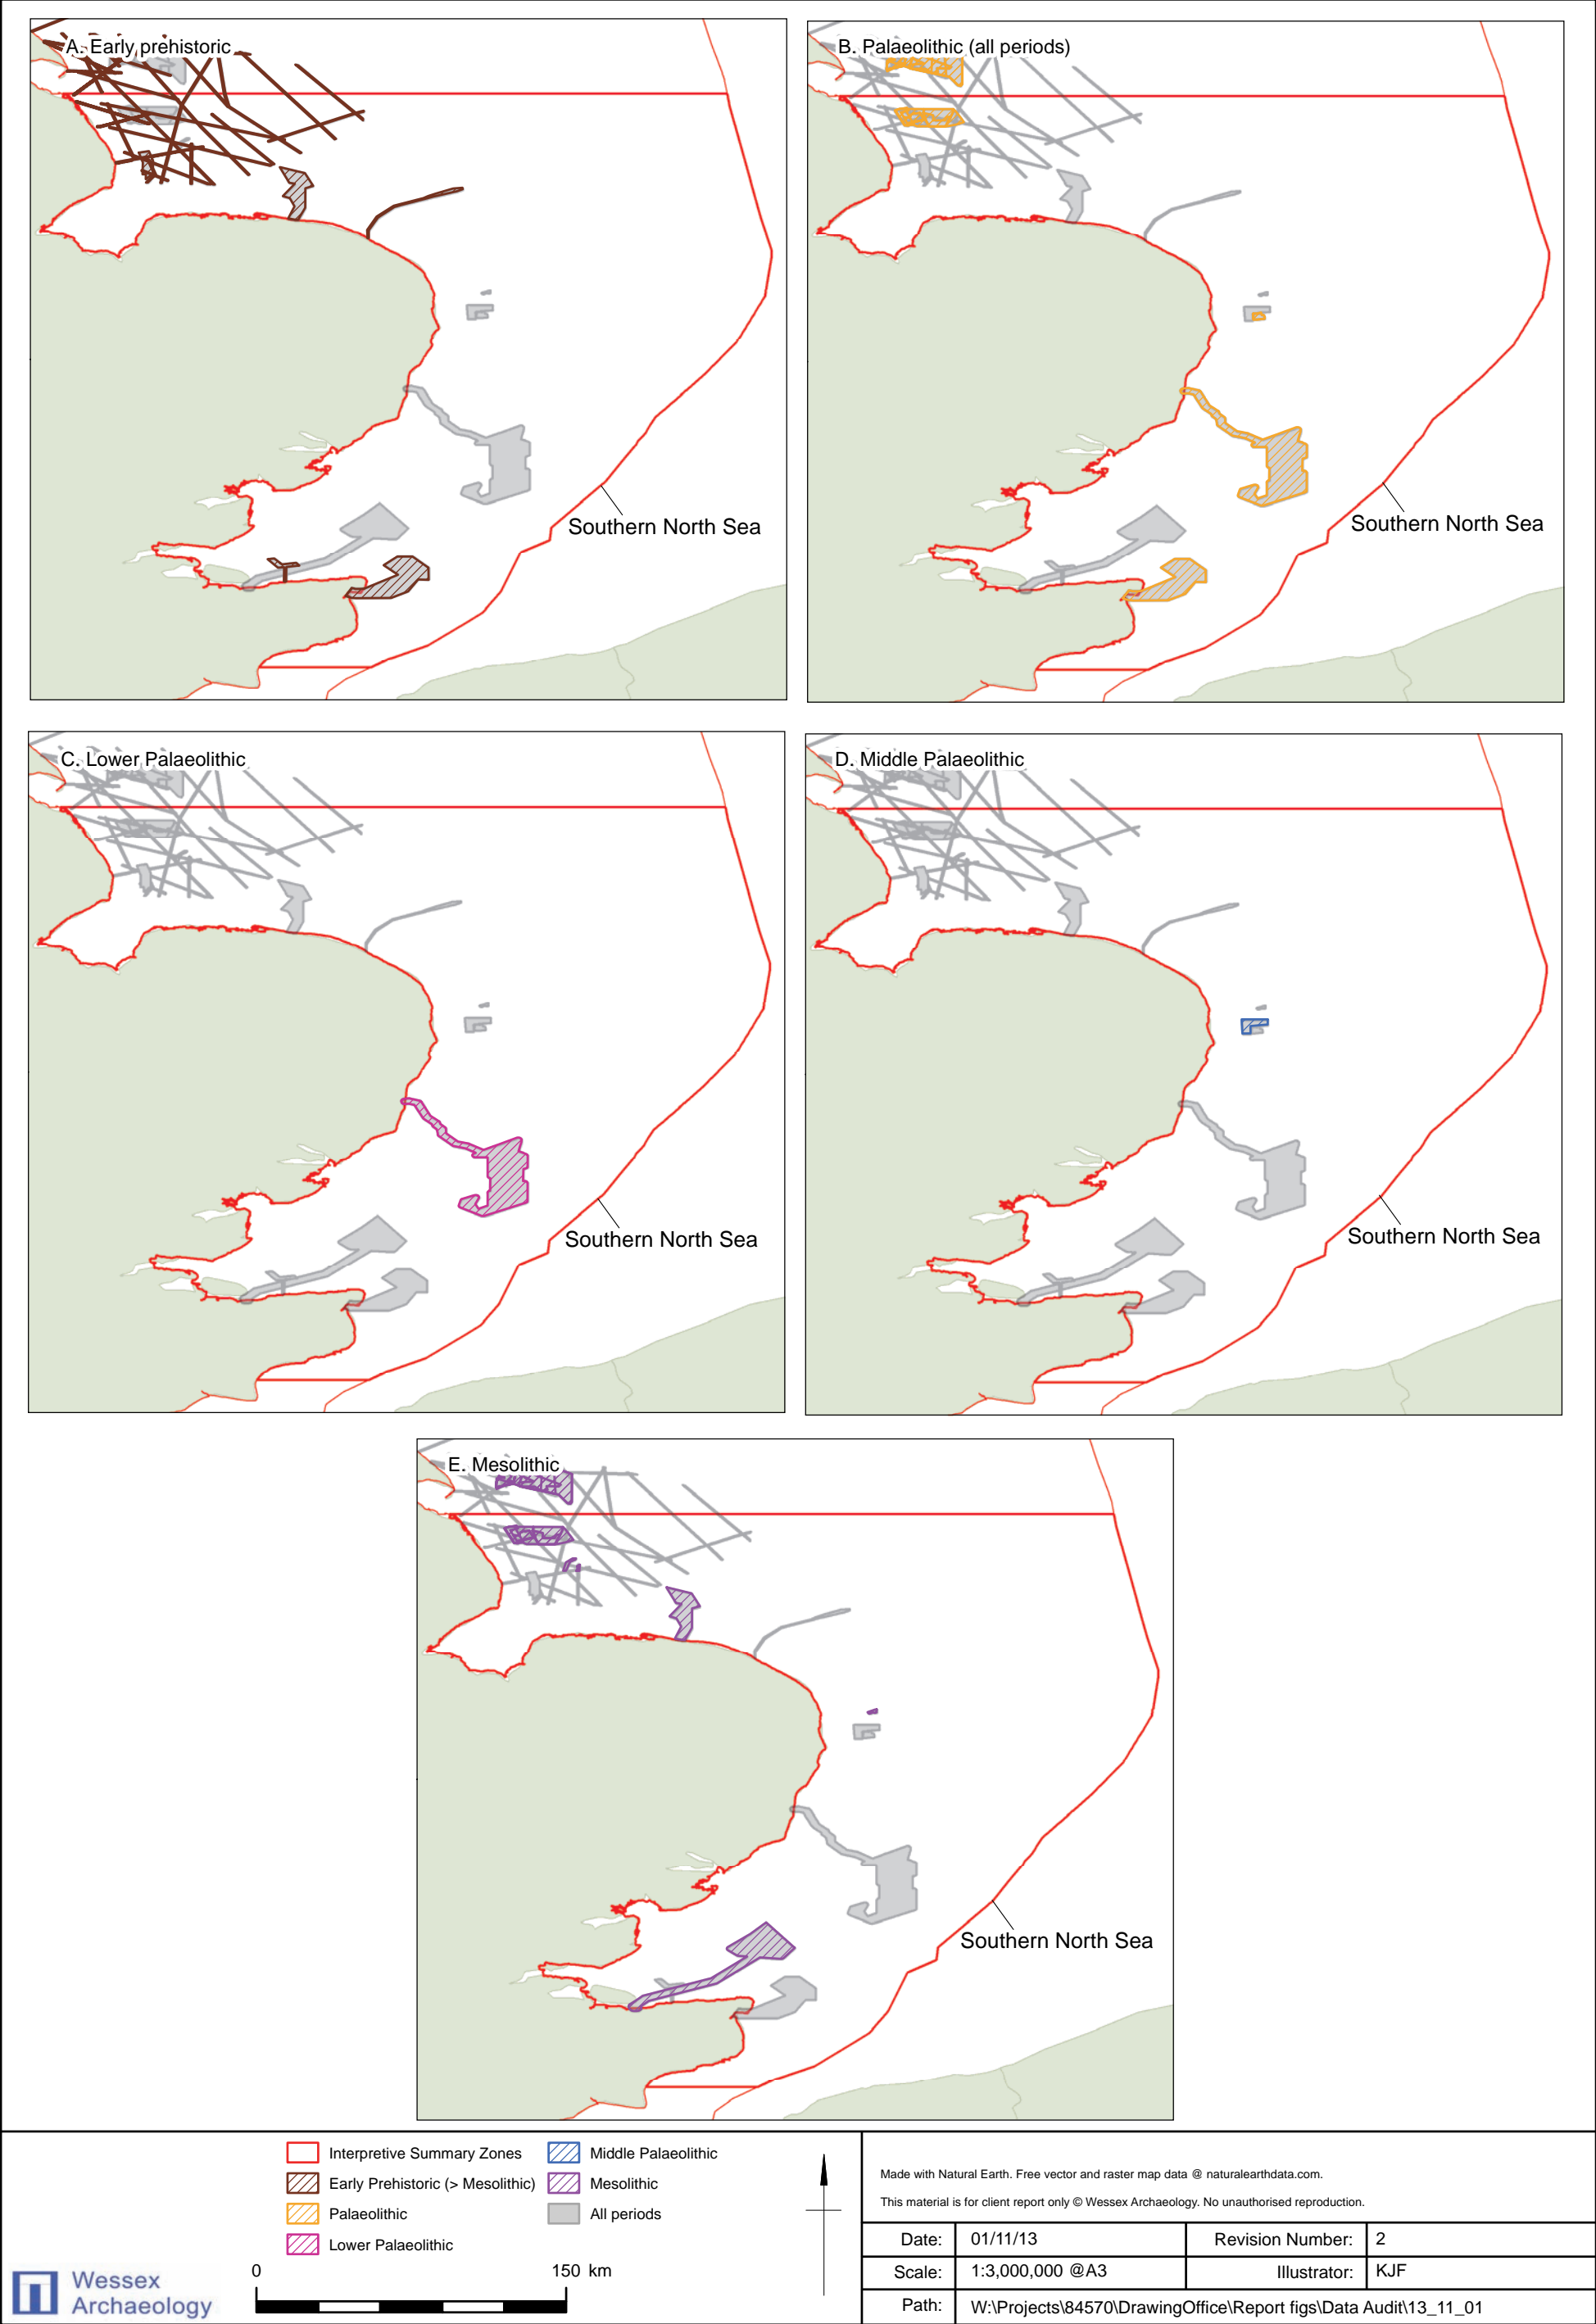 A. Early prehistoric
B. Palaeolithic (all periods)
Southern North Sea
Southern North Sea
C. Lower Palaeolithic
D. Middle Palaeolithic
Southern North Sea
Southern North Sea
E. Mesolithic
Southern North Sea
Interpretive Summary Zones
Early Prehistoric (> Mesolithic)
Palaeolithic
Lower Palaeolithic
Middle Palaeolithic
Mesolithic
All periods
0 150 km
Wessex
Archaeology
Made with Natural Earth. Free vector and raster map data @ naturalearthdata.com.
This material is for client report only © Wessex Archaeology. No unauthorised reproduction.
Date: 01/11/13 Revision Number: 2
Scale: 1:3,000,000 @A3 Illustrator: KJF
Path: W:\Projects\84570\DrawingOffice\Report figs\Data Audit\13_11_01